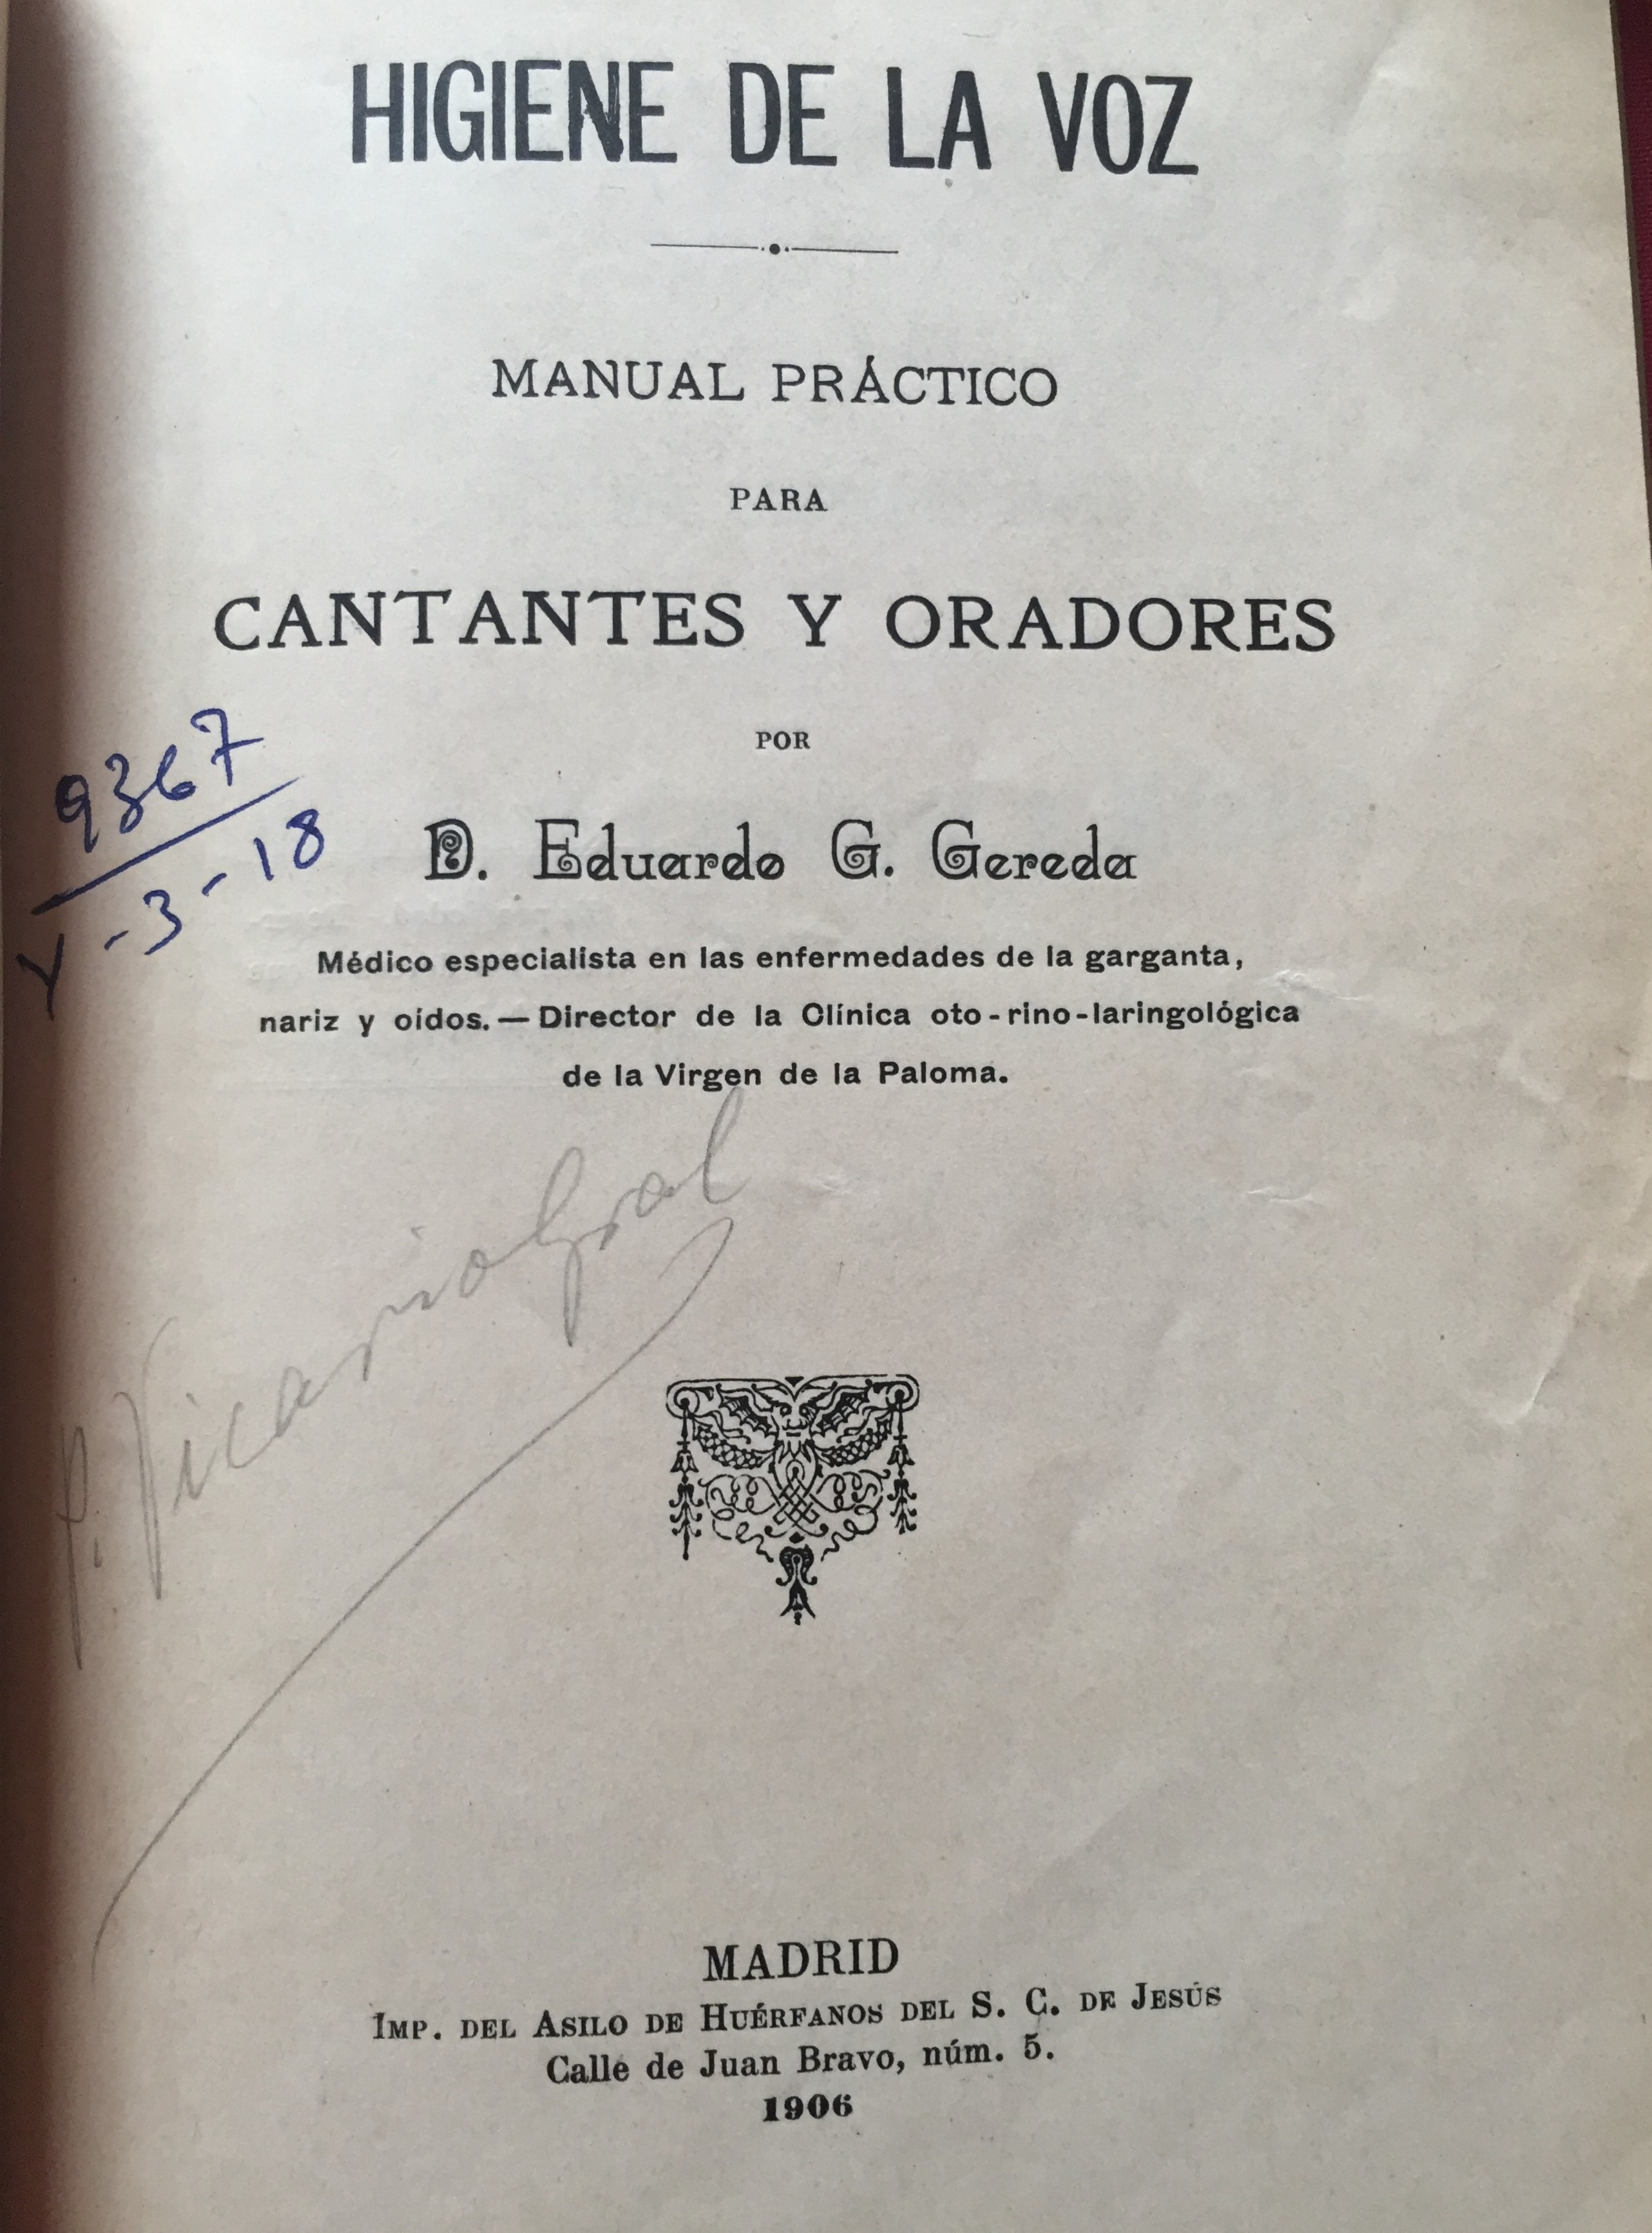 HIGIENE DE LA VOZ
MANUAL PRÁCTICO
PARA
CANTANTES Y ORADORES
POR
9367
Y-3-18
D. Eduardo G. Gereda
Médico especialista en las enfermedades de la garganta,
nariz y oídos.—Director de la Clínica oto-rino-laringológica
de la Virgen de la Paloma.
P. Vicario Gral
MADRID
IMP. DEL ASILO DE HUÉRFANOS DEL S. C. DE JESÚS
Calle de Juan Bravo, núm. 5.
1906